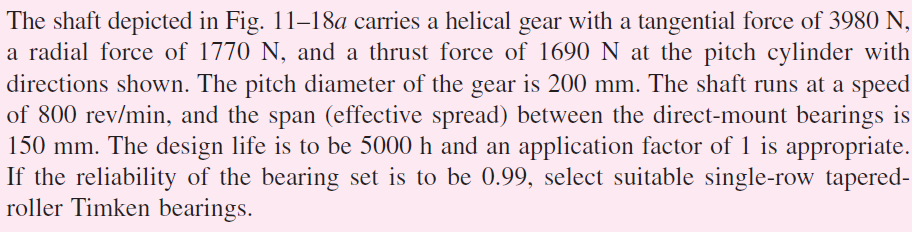 The shaft depicted in Fig. 11–18a carries a helical gear with a tangential force of 3980 N,
a radial force of 1770 N, and a thrust force of 1690 N at the pitch cylinder with
directions shown. The pitch diameter of the gear is 200 mm. The shaft runs at a speed
of 800 rev/min, and the span (effective spread) between the direct-mount bearings is
150 mm. The design life is to be 5000 h and an application factor of 1 is appropriate.
If the reliability of the bearing set is to be 0.99, select suitable single-row tapered-
roller Timken bearings.